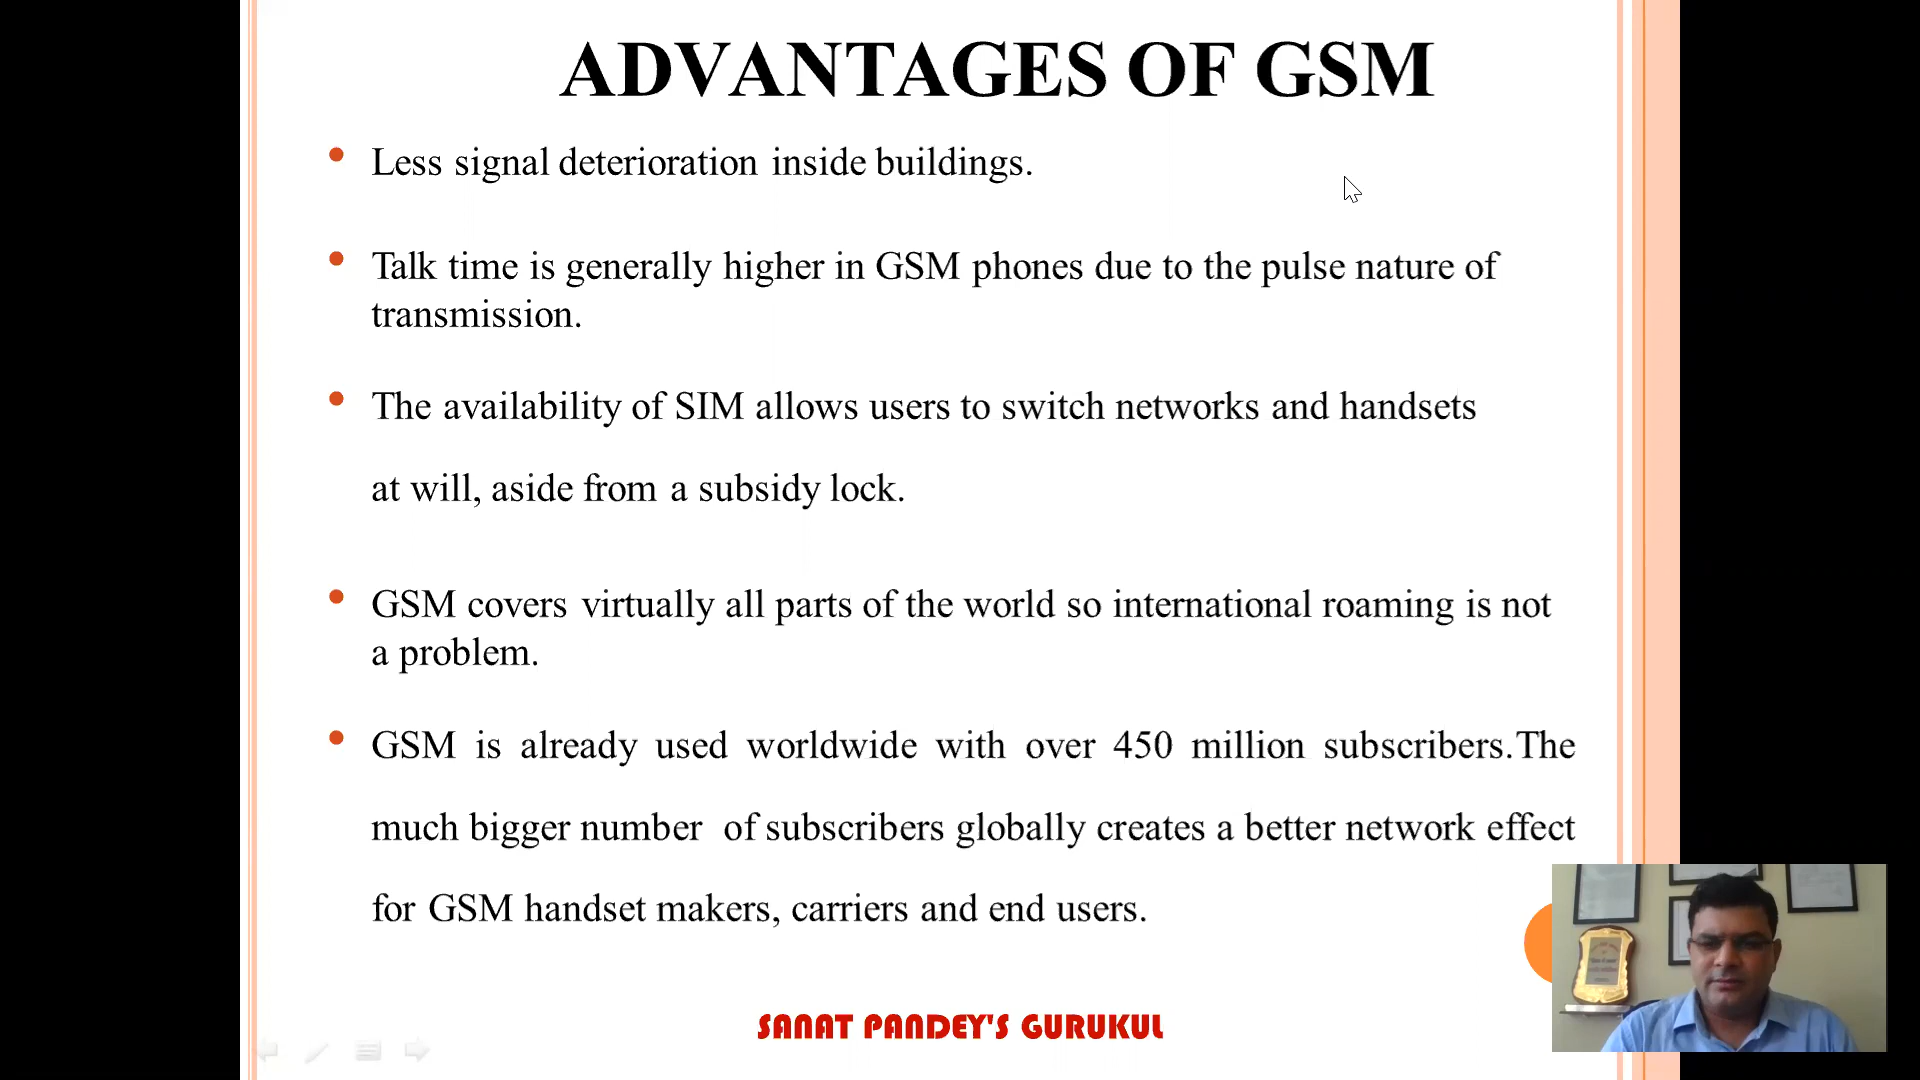 ADVANTAGES OF GSM
• Less signal deterioration inside buildings.
• Talk time is generally higher in GSM phones due to the pulse nature of
transmission.
• The availability of SIM allows users to switch networks and handsets
at will, aside from a subsidy lock.
• GSM covers virtually all parts of the world so international roaming is not
a problem.
• GSM is already used worldwide with over 450 million subscribers.The
much bigger number of subscribers globally creates a better network effect
for GSM handset makers, carriers and end users.
SANAT PANDEY'S GURUKUL